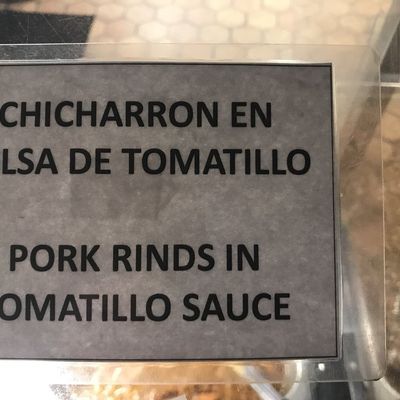 CHICHARRON EN
LSA DE TOMATILLO
PORK RINDS IN
OMATILLO SAUCE